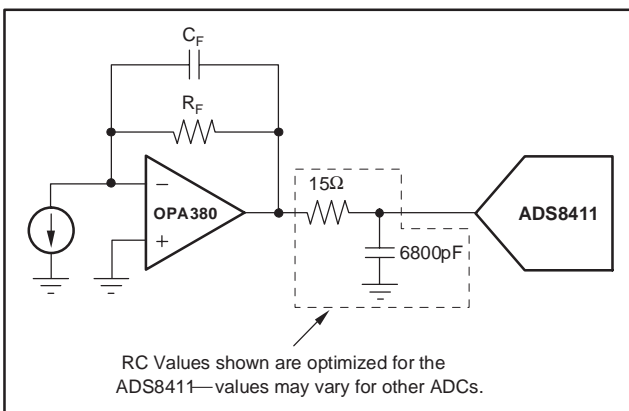 C_F
R_F
−
OPA380
+
15Ω
6800pF
ADS8411
RC Values shown are optimized for the
ADS8411—values may vary for other ADCs.